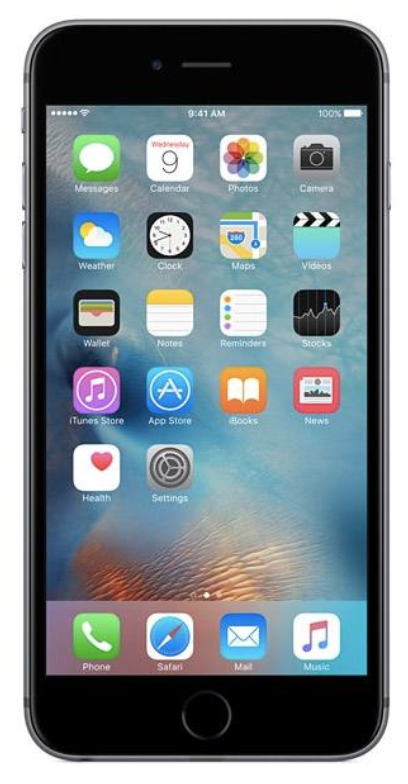 9:41 AM 100%
Wednesday
9
Messages Calendar Photos Camera
280
Weather Clock Maps Videos
Wallet Notes Reminders Stocks
iTunes Store App Store iBooks News
Health Settings
Phone Safari Mail Music